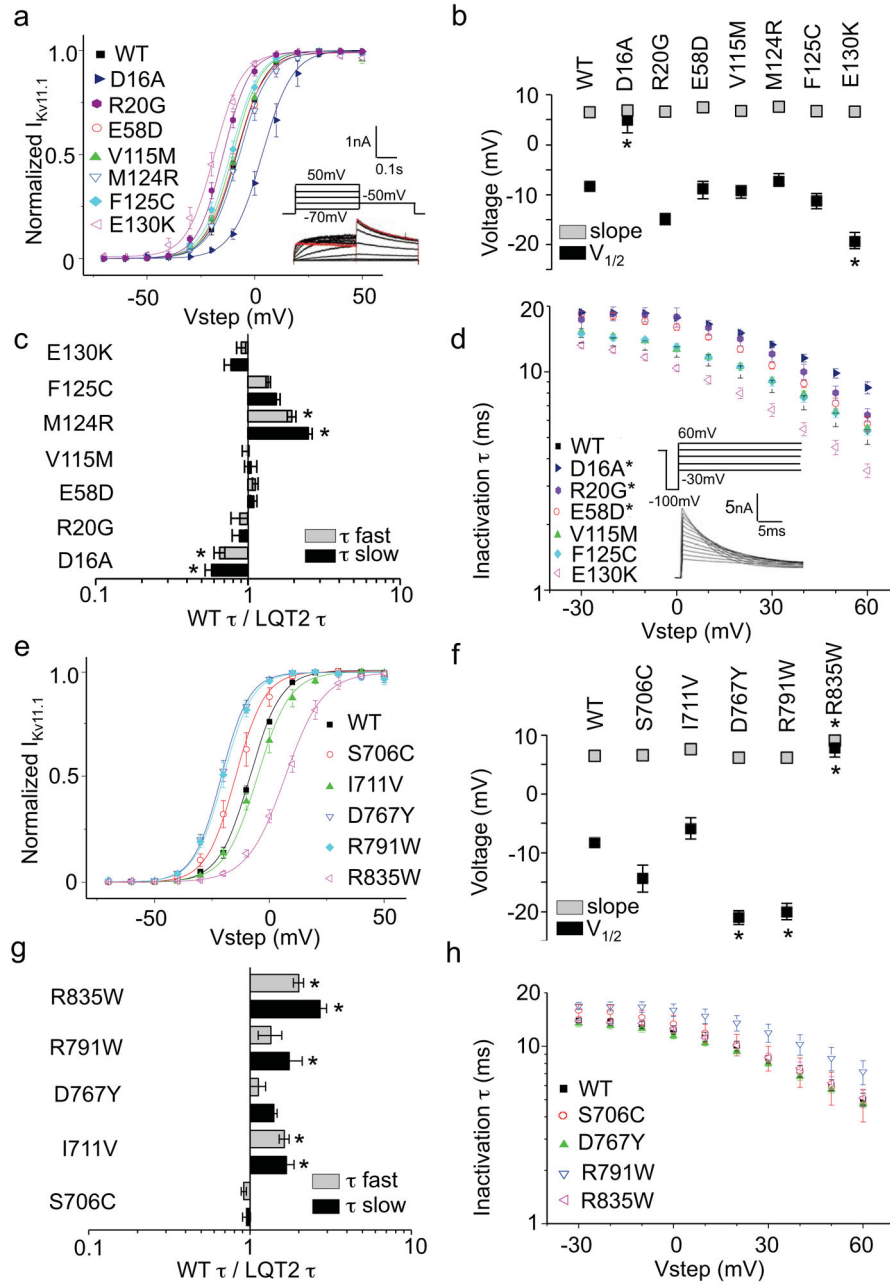 a
Normalized I Kv11.1
1.0
0.5
0
WT
D16A
R20G
E58D
V115M
M124R
F125C
E130K
1nA
0.1s
50mV
-50mV
-70mV
-50
0
50
Vstep (mV)
b
WT
D16A
R20G
E58D
V115M
M124R
F125C
E130K
Voltage (mV)
10
0
-10
-20
*
*
slope
V1/2
c
E130K
F125C
M124R
V115M
E58D
R20G
D16A
*
*
*
*
τ fast
τ slow
0.1
1
10
WT τ / LQT2 τ
d
Inactivation τ (ms)
20
10
1
WT
D16A*
R20G*
E58D*
V115M
F125C
E130K
60mV
-30mV
-100mV
5nA
5ms
-30
0
30
60
Vstep (mV)
e
Normalized I Kv11.1
1.0
0.5
0
WT
S706C
I711V
D767Y
R791W
R835W
-50
0
50
Vstep (mV)
f
WT
S706C
I711V
D767Y
R791W
*R835W
Voltage (mV)
10
0
-10
-20
*
*
*
slope
V1/2
g
R835W
R791W
D767Y
I711V
S706C
*
*
*
*
*
τ fast
τ slow
0.1
1
10
WT τ / LQT2 τ
h
Inactivation τ (ms)
20
10
1
WT
S706C
D767Y
R791W
R835W
-30
0
30
60
Vstep (mV)